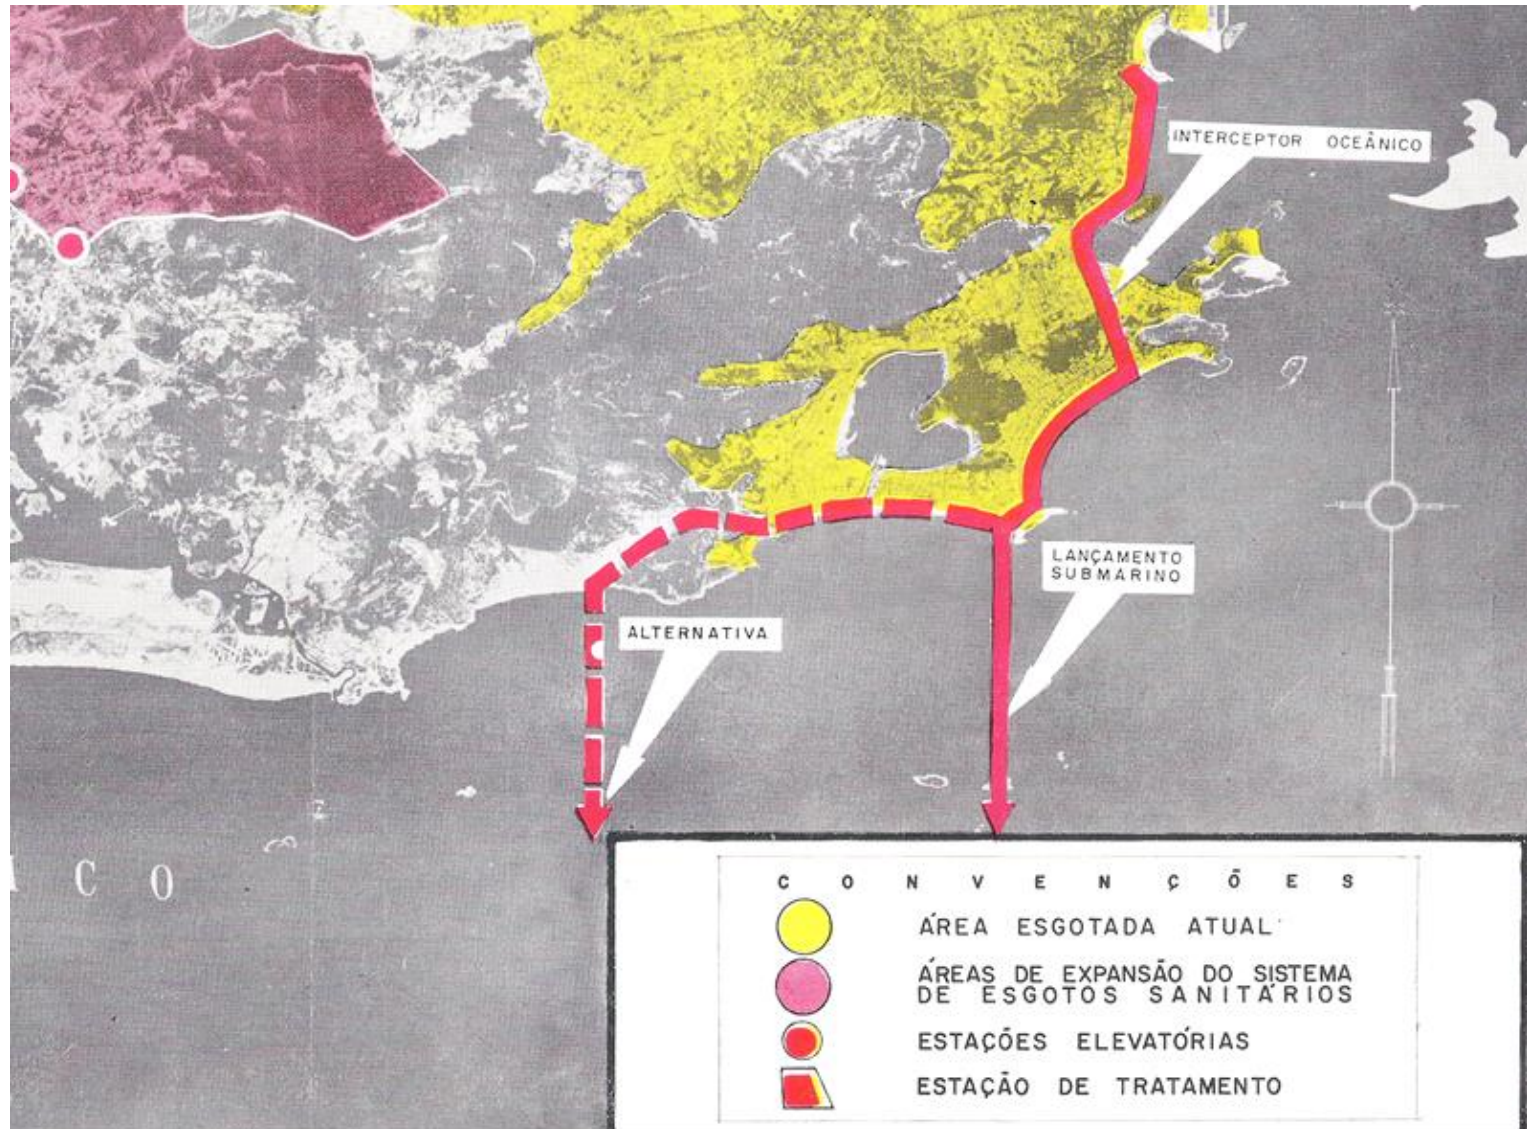 INTERCEPTOR OCEÂNICO
LANÇAMENTO
SUBMARINO
ALTERNATIVA
C O
C O N V E N Ç Õ E S
ÁREA ESGOTADA ATUAL
ÁREAS DE EXPANSÃO DO SISTEMA
DE ESGOTOS SANITÁRIOS
ESTAÇÕES ELEVATÓRIAS
ESTAÇÃO DE TRATAMENTO